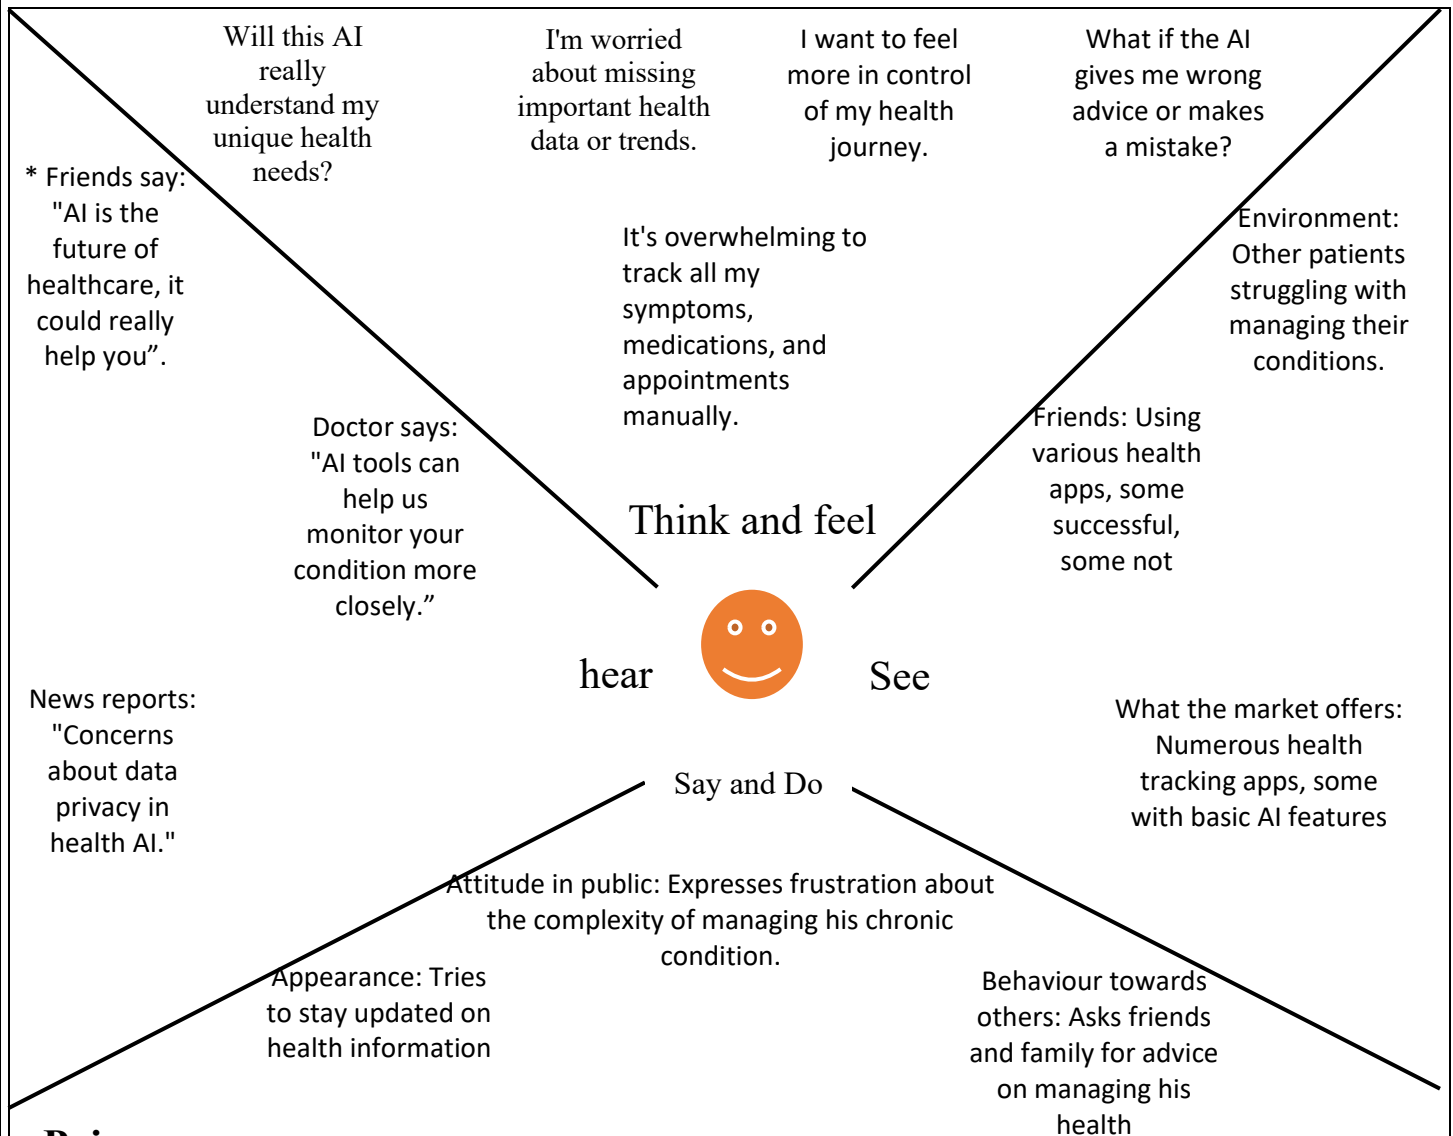 Will this AI
really
understand my
unique health
needs?
I'm worried
about missing
important health
data or trends.
I want to feel
more in control
of my health
journey.
What if the AI
gives me wrong
advice or makes
a mistake?
* Friends say:
"AI is the
future of
healthcare, it
could really
help you”.
It's overwhelming to
track all my
symptoms,
medications, and
appointments
manually.
Environment:
Other patients
struggling with
managing their
conditions.
Doctor says:
"AI tools can
help us
monitor your
condition more
closely.”
Friends: Using
various health
apps, some
successful,
some not
Think and feel
hear
See
News reports:
"Concerns
about data
privacy in
health AI."
What the market offers:
Numerous health
tracking apps, some
with basic AI features
Say and Do
Attitude in public: Expresses frustration about
the complexity of managing his chronic
condition.
Appearance: Tries
to stay updated on
health information
Behaviour towards
others: Asks friends
and family for advice
on managing his
health